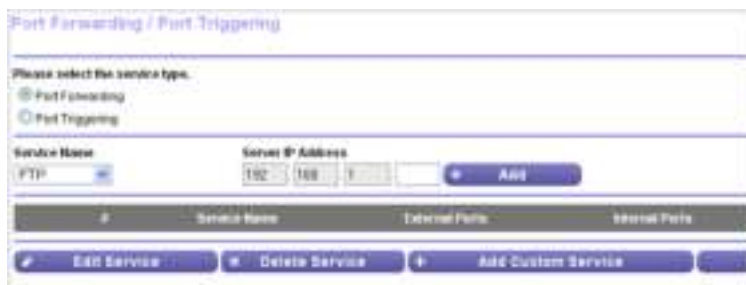 Port Forwarding / Port Triggering
Please select the service type.
Port Forwarding
Port Triggering
Service Name Server IP Address
FTP 192 168 1 Add
# Service Name External Ports Internal Ports
Edit Service Delete Service Add Custom Service